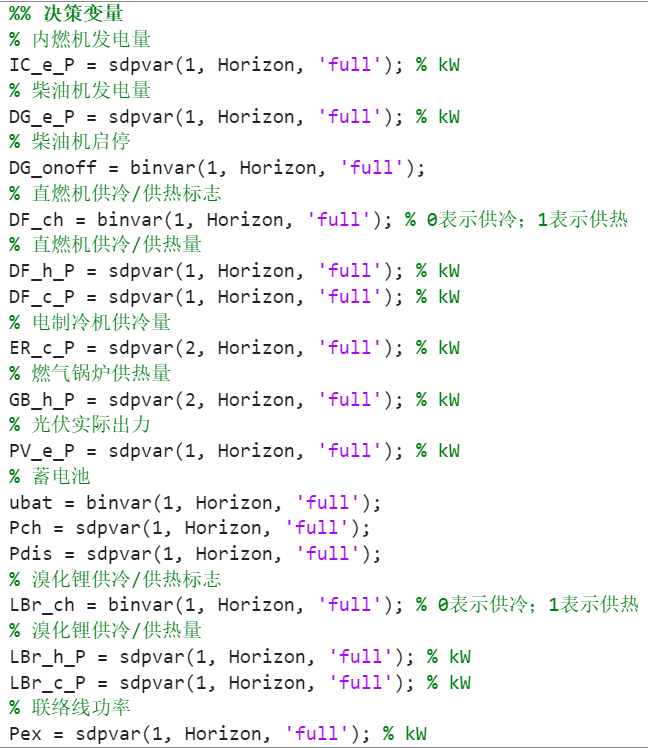 %% 决策变量
% 内燃机发电量
IC_e_P = sdpvar(1, Horizon, 'full'); % kW
% 柴油机发电量
DG_e_P = sdpvar(1, Horizon, 'full'); % kW
% 柴油机启停
DG_onoff = binvar(1, Horizon, 'full');
% 直燃机供冷/供热标志
DF_ch = binvar(1, Horizon, 'full'); % 0表示供冷；1表示供热
% 直燃机供冷/供热量
DF_h_P = sdpvar(1, Horizon, 'full'); % kW
DF_c_P = sdpvar(1, Horizon, 'full'); % kW
% 电制冷机供冷量
ER_c_P = sdpvar(2, Horizon, 'full'); % kW
% 燃气锅炉供热量
GB_h_P = sdpvar(2, Horizon, 'full'); % kW
% 光伏实际出力
PV_e_P = sdpvar(1, Horizon, 'full'); % kW
% 蓄电池
ubat = binvar(1, Horizon, 'full');
Pch = sdpvar(1, Horizon, 'full');
Pdis = sdpvar(1, Horizon, 'full');
% 溴化锂供冷/供热标志
LBr_ch = binvar(1, Horizon, 'full'); % 0表示供冷；1表示供热
% 溴化锂供冷/供热量
LBr_h_P = sdpvar(1, Horizon, 'full'); % kW
LBr_c_P = sdpvar(1, Horizon, 'full'); % kW
% 联络线功率
Pex = sdpvar(1, Horizon, 'full'); % kW